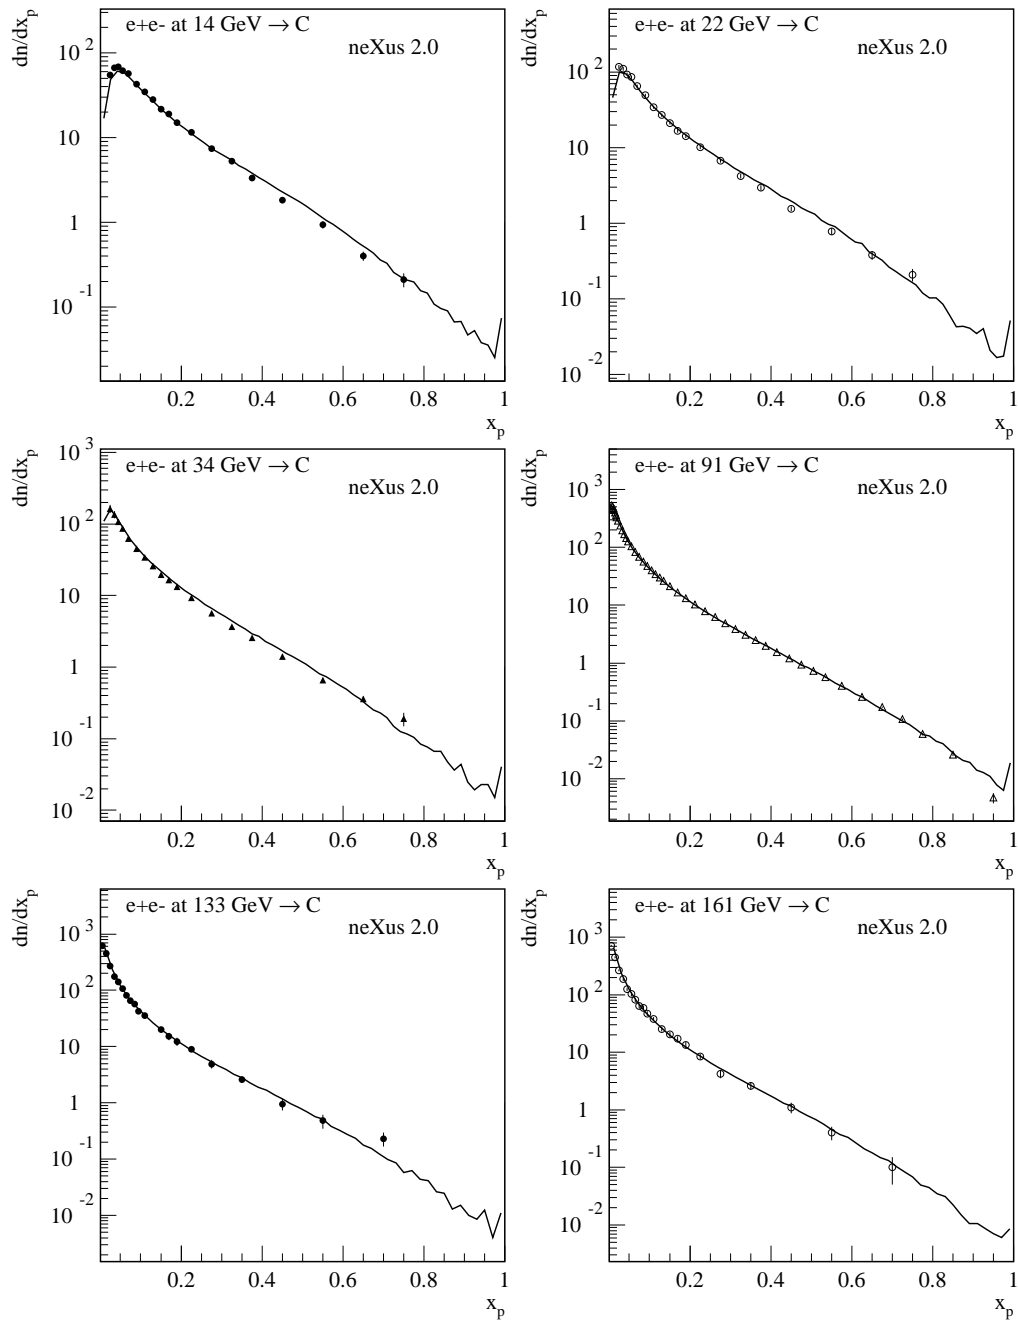 e+e- at 14 GeV → C
neXus 2.0
dn/dx_p
10^2
10
1
10^-1
0.2 0.4 0.6 0.8 1
x_p
e+e- at 22 GeV → C
neXus 2.0
dn/dx_p
10^2
10
1
10^-1
10^-2
0.2 0.4 0.6 0.8 1
x_p
e+e- at 34 GeV → C
neXus 2.0
dn/dx_p
10^3
10^2
10
1
10^-1
10^-2
0.2 0.4 0.6 0.8 1
x_p
e+e- at 91 GeV → C
neXus 2.0
dn/dx_p
10^3
10^2
10
1
10^-1
10^-2
0.2 0.4 0.6 0.8 1
x_p
e+e- at 133 GeV → C
neXus 2.0
dn/dx_p
10^3
10^2
10
1
10^-1
10^-2
0.2 0.4 0.6 0.8 1
x_p
e+e- at 161 GeV → C
neXus 2.0
dn/dx_p
10^3
10^2
10
1
10^-1
10^-2
0.2 0.4 0.6 0.8 1
x_p